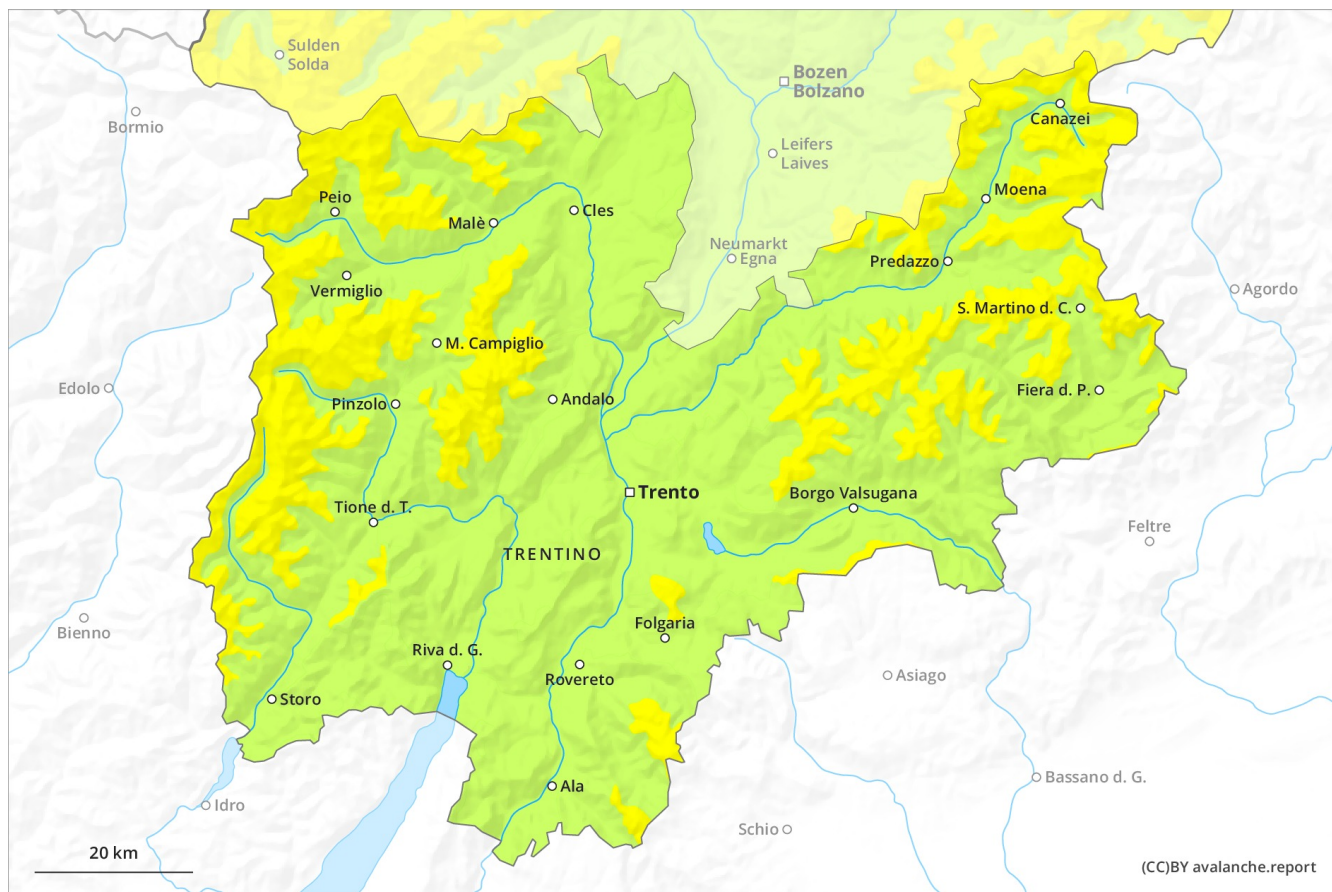 Sulden
Solda
Bozen
Bolzano
Bormio
Canazei
Leifers
Laives
Peio
Moena
Malè
Cles
Neumarkt
Egna
Predazzo
Vermiglio
Agordo
S. Martino d. C.
M. Campiglio
Edolo
Pinzolo
Andalo
Fiera d. P.
Trento
Borgo Valsugana
Tione d. T.
Feltre
TRENTINO
Bienno
Folgaria
Riva d. G.
Rovereto
Asiago
Storo
Bassano d. G.
Ala
Idro
Schio
20 km
(CC)BY avalanche.report